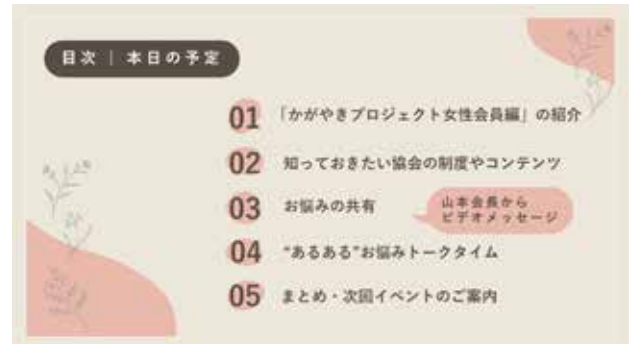 目次 | 本日の予定
01 「かがやきプロジェクト女性会員編」の紹介
02 知っておきたい協会の制度やコンテンツ
03 お悩みの共有
山本会長から
ビデオメッセージ
04 “あるある”お悩みトークタイム
05 まとめ・次回イベントのご案内